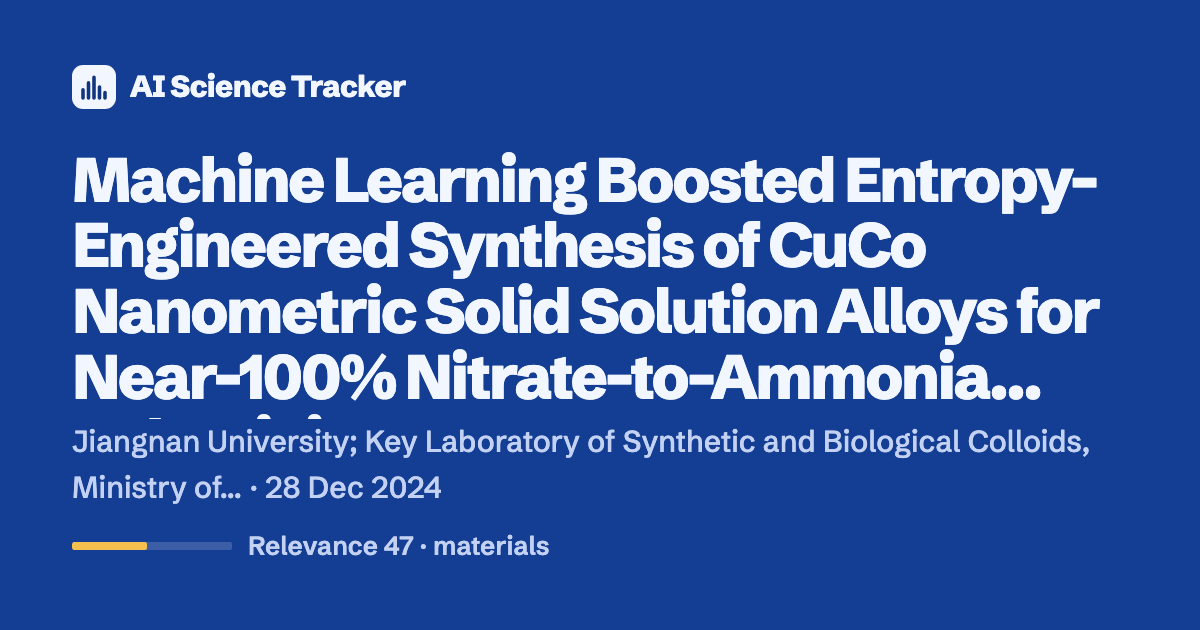 AI Science Tracker
Machine Learning Boosted Entropy-
Engineered Synthesis of CuCo
Nanometric Solid Solution Alloys for
Near-100% Nitrate-to-Ammonia...
Jiangnan University; Key Laboratory of Synthetic and Biological Colloids,
Ministry of... · 28 Dec 2024
Relevance 47 · materials